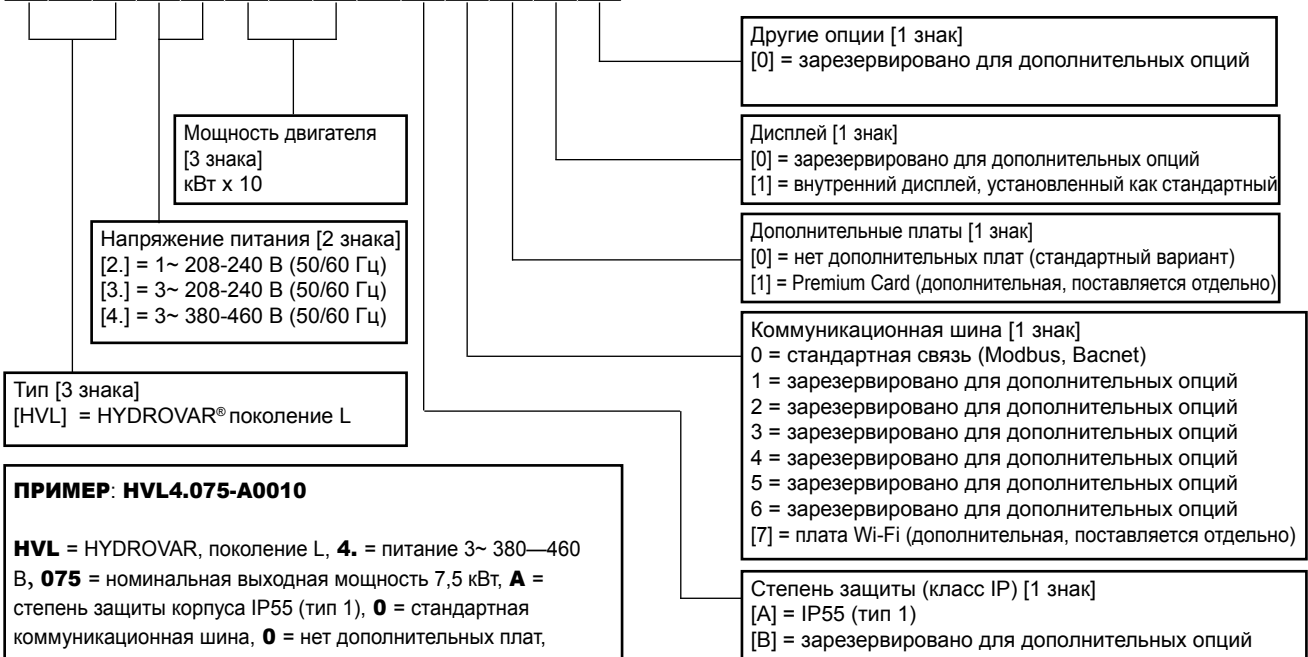 Другие опции [1 знак]
[0] = зарезервировано для дополнительных опций
Дисплей [1 знак]
[0] = зарезервировано для дополнительных опций
[1] = внутренний дисплей, установленный как стандартный
Мощность двигателя
[3 знака]
кВт x 10
Дополнительные платы [1 знак]
[0] = нет дополнительных плат (стандартный вариант)
[1] = Premium Card (дополнительная, поставляется отдельно)
Напряжение питания [2 знака]
[2.] = 1~ 208-240 В (50/60 Гц)
[3.] = 3~ 208-240 В (50/60 Гц)
[4.] = 3~ 380-460 В (50/60 Гц)
Коммуникационная шина [1 знак]
0 = стандартная связь (Modbus, Bacnet)
1 = зарезервировано для дополнительных опций
2 = зарезервировано для дополнительных опций
3 = зарезервировано для дополнительных опций
4 = зарезервировано для дополнительных опций
5 = зарезервировано для дополнительных опций
6 = зарезервировано для дополнительных опций
[7] = плата Wi-Fi (дополнительная, поставляется отдельно)
Тип [3 знака]
[HVL] = HYDROVAR® поколение L
Степень защиты (класс IP) [1 знак]
[A] = IP55 (тип 1)
[B] = зарезервировано для дополнительных опций
ПРИМЕР: HVL4.075-A0010
HVL = HYDROVAR, поколение L, 4. = питание 3~ 380—460
В, 075 = номинальная выходная мощность 7,5 кВт, A =
степень защиты корпуса IP55 (тип 1), 0 = стандартная
коммуникационная шина, 0 = нет дополнительных плат,